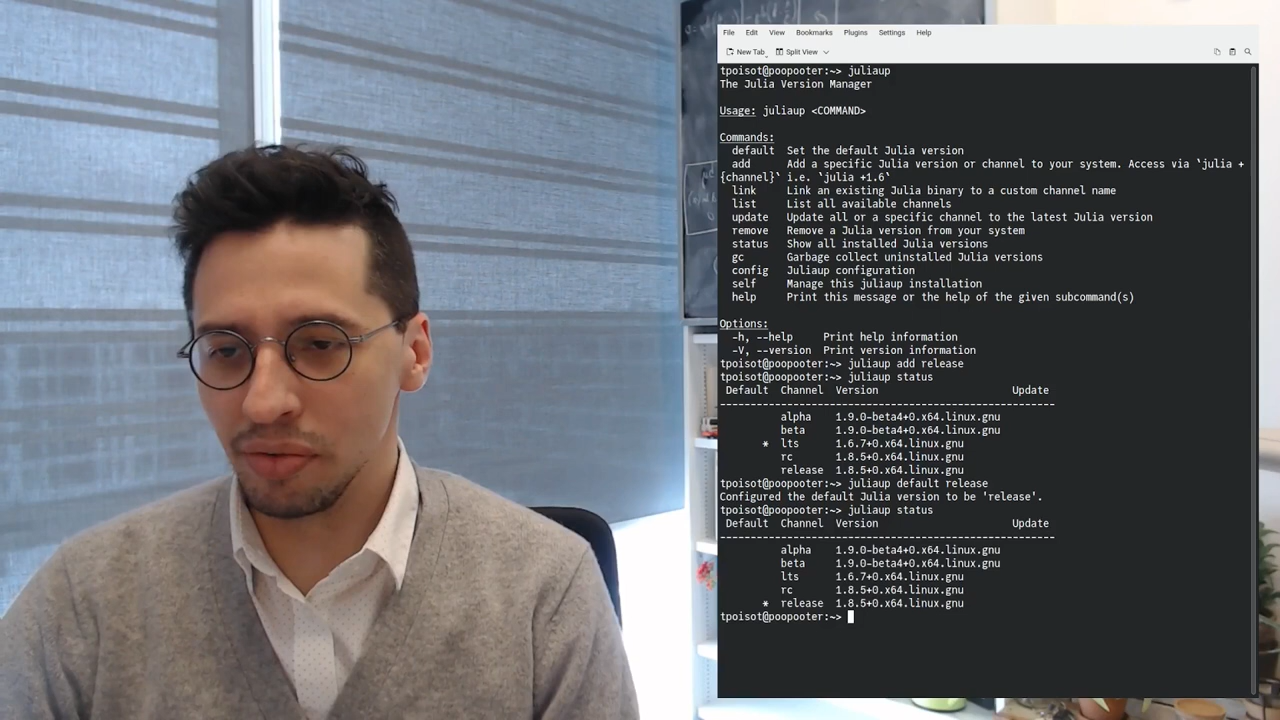 File Edit View Bookmarks Plugins Settings Help
New Tab Split View
tpoisot@poopooter:~> juliaup
The Julia Version Manager
Usage: juliaup <COMMAND>
Commands:
default Set the default Julia version
add Add a specific Julia version or channel to your system. Access via `julia +
{channel}` i.e. `julia +1.6`
link Link an existing Julia binary to a custom channel name
list List all available channels
update Update all or a specific channel to the latest Julia version
remove Remove a Julia version from your system
status Show all installed Julia versions
gc Garbage collect uninstalled Julia versions
config Juliaup configuration
self Manage this juliaup installation
help Print this message or the help of the given subcommand(s)
Options:
-h, --help Print help information
-V, --version Print version information
tpoisot@poopooter:~> juliaup add release
tpoisot@poopooter:~> juliaup status
Default Channel Version Update
-------------------------------------------------------
alpha 1.9.0-beta4+0.x64.linux.gnu
beta 1.9.0-beta4+0.x64.linux.gnu
* lts 1.6.7+0.x64.linux.gnu
rc 1.8.5+0.x64.linux.gnu
release 1.8.5+0.x64.linux.gnu
tpoisot@poopooter:~> juliaup default release
Configured the default Julia version to be 'release'.
tpoisot@poopooter:~> juliaup status
Default Channel Version Update
-------------------------------------------------------
alpha 1.9.0-beta4+0.x64.linux.gnu
beta 1.9.0-beta4+0.x64.linux.gnu
lts 1.6.7+0.x64.linux.gnu
rc 1.8.5+0.x64.linux.gnu
* release 1.8.5+0.x64.linux.gnu
tpoisot@poopooter:~>